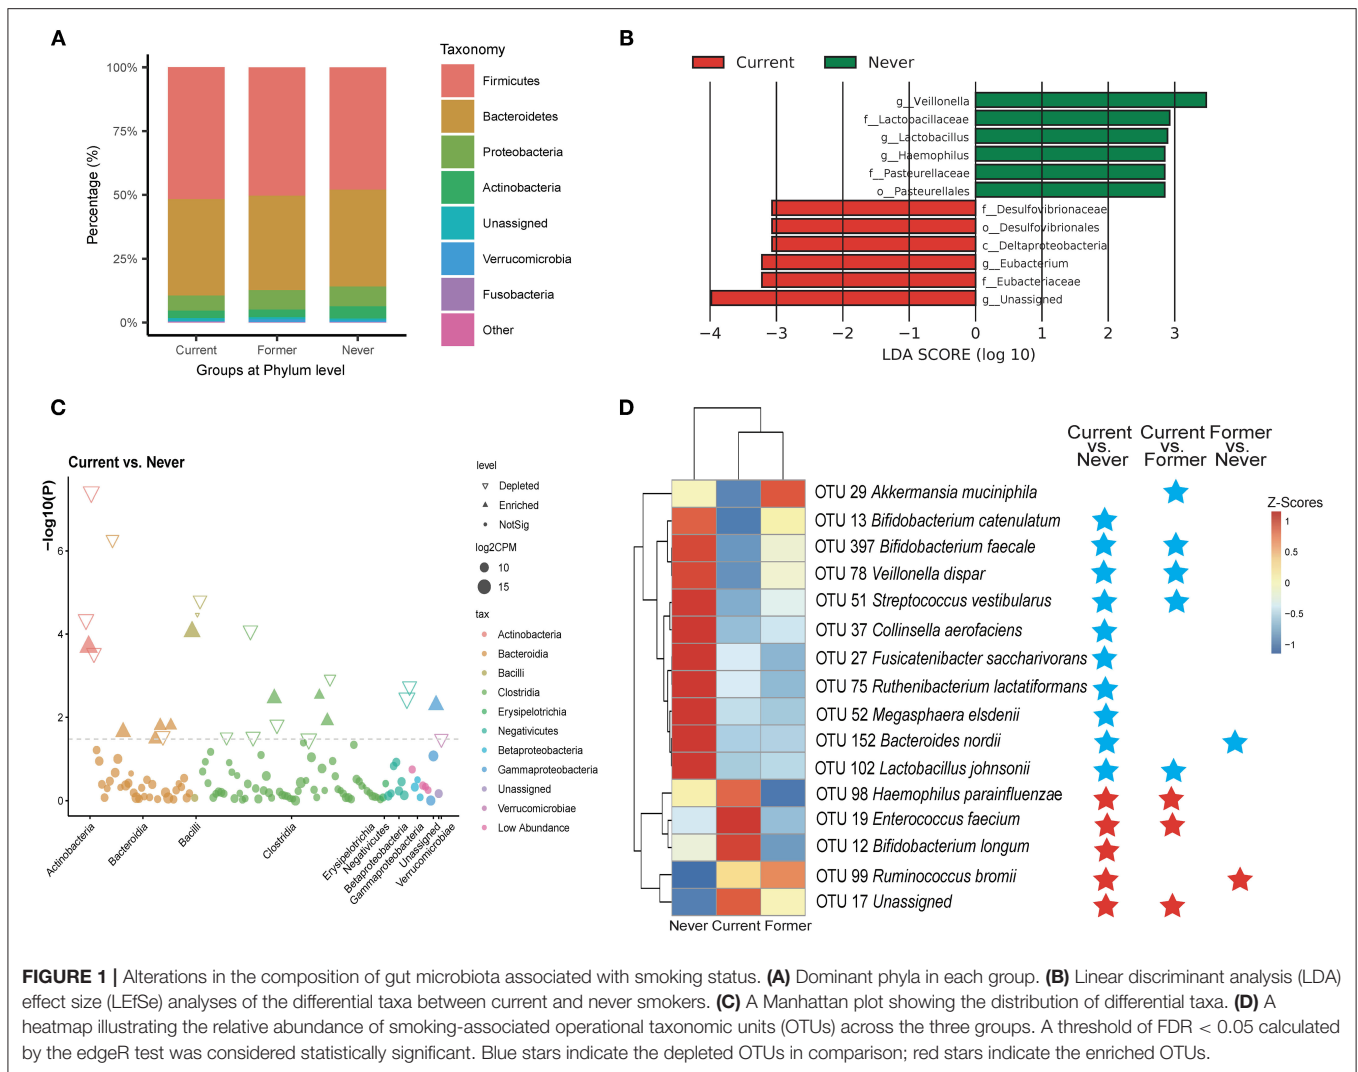 A
Taxonomy
100%
75%
50%
25%
0%
Percentage (%)
Current
Former
Never
Groups at Phylum level
Firmicutes
Bacteroidetes
Proteobacteria
Actinobacteria
Unassigned
Verrucomicrobia
Fusobacteria
Other
B
Current
Never
g__Veillonella
f__Lactobacillaceae
g__Lactobacillus
g__Haemophilus
f__Pasteurellaceae
o__Pasteurellales
f__Desulfovibrionaceae
o__Desulfovibrionales
c__Deltaproteobacteria
g__Eubacterium
f__Eubacteriaceae
g__Unassigned
−4 −3 −2 −1 0 1 2 3
LDA SCORE (log 10)
C
Current vs. Never
−log10(P)
6
4
2
0
Actinobacteria
Bacteroidia
Bacilli
Clostridia
Erysipelotrichia
Negativicutes
Betaproteobacteria
Gammaproteobacteria
Unassigned
Verrucomicrobiae
level
Depleted
Enriched
NotSig
log2CPM
10
15
tax
Actinobacteria
Bacteroidia
Bacilli
Clostridia
Erysipelotrichia
Negativicutes
Betaproteobacteria
Gammaproteobacteria
Unassigned
Verrucomicrobiae
Low Abundance
D
Current
vs.
Never
Current
vs.
Former
Former
vs.
Never
OTU 29 Akkermansia muciniphila
OTU 13 Bifidobacterium catenulatum
OTU 397 Bifidobacterium faecale
OTU 78 Veillonella dispar
OTU 51 Streptococcus vestibularus
OTU 37 Collinsella aerofaciens
OTU 27 Fusicatenibacter saccharivorans
OTU 75 Ruthenibacterium lactatiformans
OTU 52 Megasphaera elsdenii
OTU 152 Bacteroides nordii
OTU 102 Lactobacillus johnsonii
OTU 98 Haemophilus parainfluenzae
OTU 19 Enterococcus faecium
OTU 12 Bifidobacterium longum
OTU 99 Ruminococcus bromii
OTU 17 Unassigned
Never Current Former
Z-Scores
1
0.5
0
−0.5
−1
FIGURE 1 | Alterations in the composition of gut microbiota associated with smoking status. (A) Dominant phyla in each group. (B) Linear discriminant analysis (LDA)
effect size (LEfSe) analyses of the differential taxa between current and never smokers. (C) A Manhattan plot showing the distribution of differential taxa. (D) A
heatmap illustrating the relative abundance of smoking-associated operational taxonomic units (OTUs) across the three groups. A threshold of FDR < 0.05 calculated
by the edgeR test was considered statistically significant. Blue stars indicate the depleted OTUs in comparison; red stars indicate the enriched OTUs.